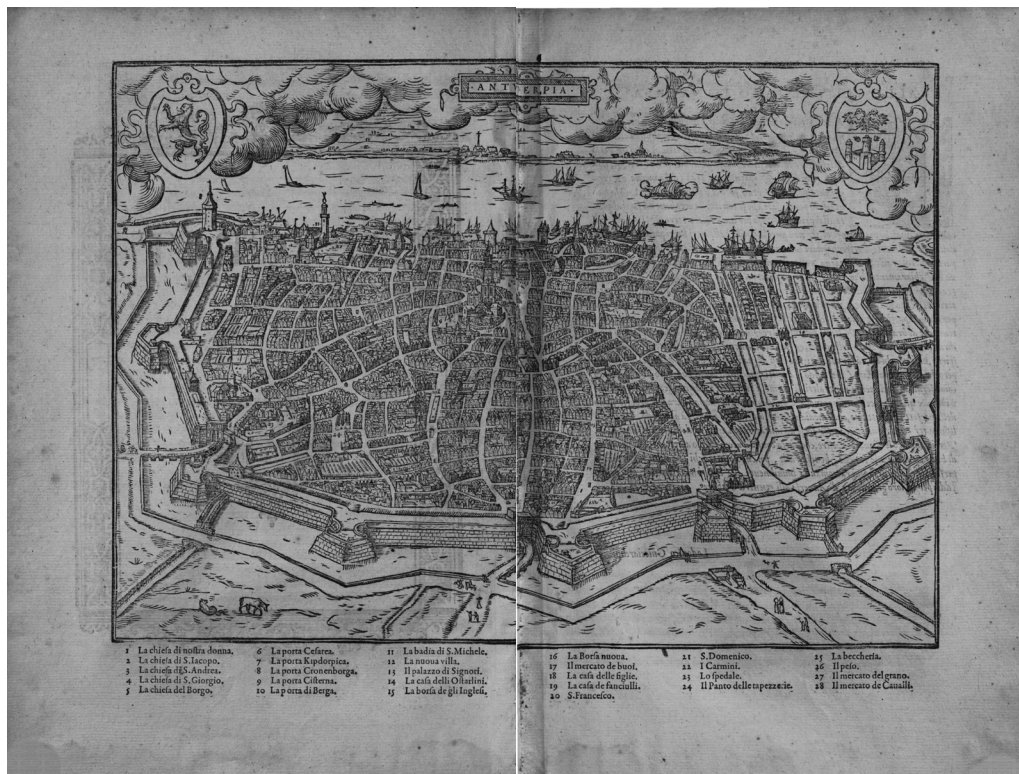 ·ANTVERPIA·
1 La chiesa di nostra donna.
2 La chiesa di S.Iacopo.
3 La chiesa di S.Andrea.
4 La chiesa di S.Giorgio.
5 La chiesa del Borgo.
6 La porta Cesarea.
7 La porta Kipdorpica.
8 La porta Cronenborga.
9 La porta Cisterna.
10 La porta di Berga.
11 La badia di S.Michele.
12 La nuoua villa.
13 Il palazzo di Signori.
14 La casa delli Ostarlini.
15 La borsa de gli Inglesi.
16 La Borsa nuoua.
17 Il mercato de buoi.
18 La casa delle figlie.
19 La casa de fanciulli.
20 S.Francesco.
21 S.Domenico.
22 I Carmini.
23 Lo spedale.
24 Il Panto delle tapezzerie.
25 La beccheria.
26 Il peso.
27 Il mercato del grano.
28 Il mercato de Caualli.